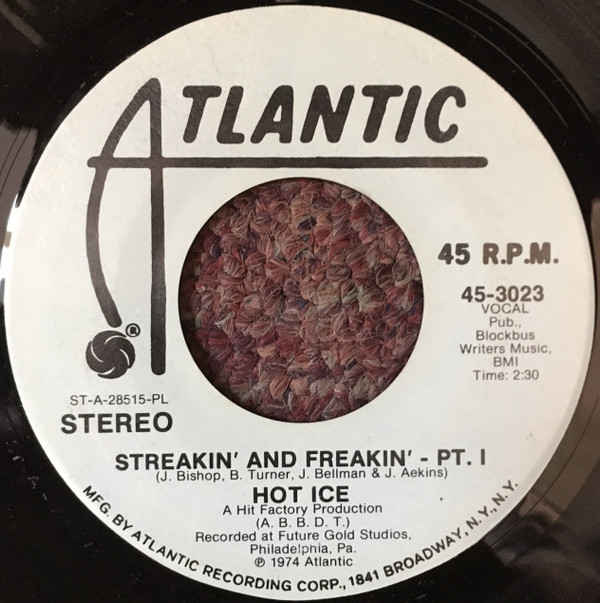 ATLANTIC
®
45 R.P.M.
45-3023
VOCAL
Pub.,
Blockbus
Writers Music,
BMI
Time: 2:30
ST-A-28515-PL
STEREO
STREAKIN' AND FREAKIN' - PT. I
(J. Bishop, B. Turner, J. Bellman & J. Aekins)
HOT ICE
A Hit Factory Production
(A. B. B. D. T.)
Recorded at Future Gold Studios,
Philadelphia, Pa.
℗ 1974 Atlantic
MFG. BY ATLANTIC RECORDING CORP., 1841 BROADWAY, N.Y., N.Y.